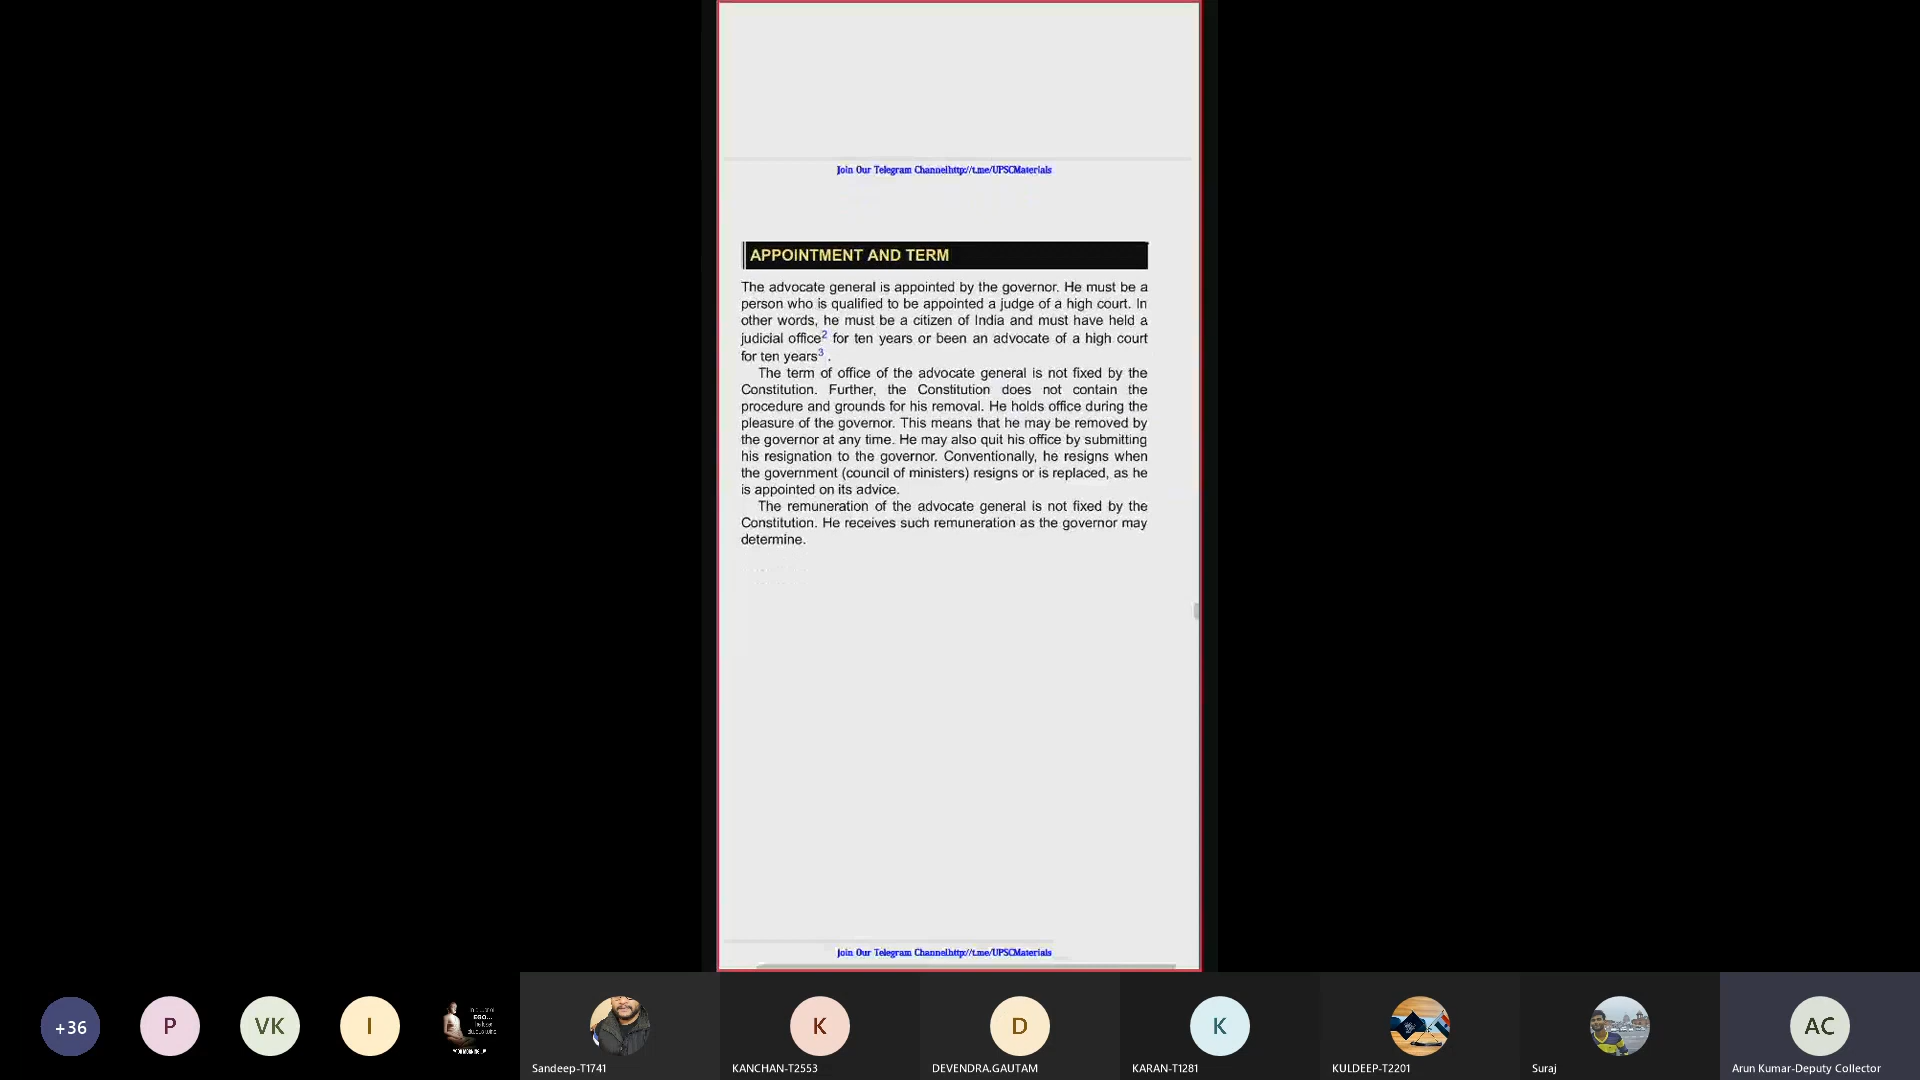 Join Our Telegram Channelhttp://t.me/UPSCMaterials
APPOINTMENT AND TERM
The advocate general is appointed by the governor. He must be a
person who is qualified to be appointed a judge of a high court. In
other words, he must be a citizen of India and must have held a
judicial office2 for ten years or been an advocate of a high court
for ten years3 .
The term of office of the advocate general is not fixed by the
Constitution. Further, the Constitution does not contain the
procedure and grounds for his removal. He holds office during the
pleasure of the governor. This means that he may be removed by
the governor at any time. He may also quit his office by submitting
his resignation to the governor. Conventionally, he resigns when
the government (council of ministers) resigns or is replaced, as he
is appointed on its advice.
The remuneration of the advocate general is not fixed by the
Constitution. He receives such remuneration as the governor may
determine.
Join Our Telegram Channelhttp://t.me/UPSCMaterials
+36
P
VK
I
EGO...
K
D
K
AC
Sandeep-T1741
KANCHAN-T2553
DEVENDRA.GAUTAM
KARAN-T1281
KULDEEP-T2201
Suraj
Arun Kumar-Deputy Collector